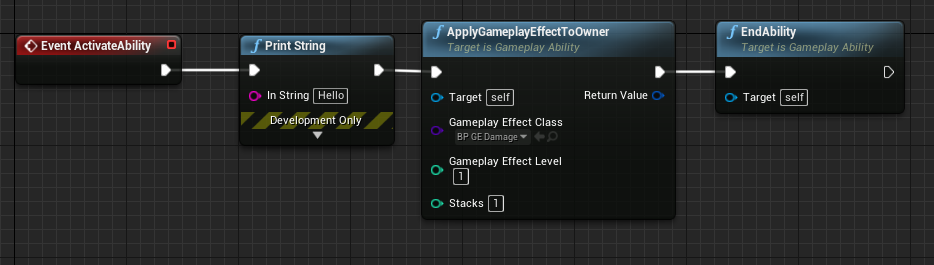 Event ActivateAbility
f Print String
In String Hello
Development Only
f ApplyGameplayEffectToOwner
Target is Gameplay Ability
Target self
Return Value
Gameplay Effect Class
BP GE Damage
Gameplay Effect Level
1
Stacks 1
f EndAbility
Target is Gameplay Ability
Target self